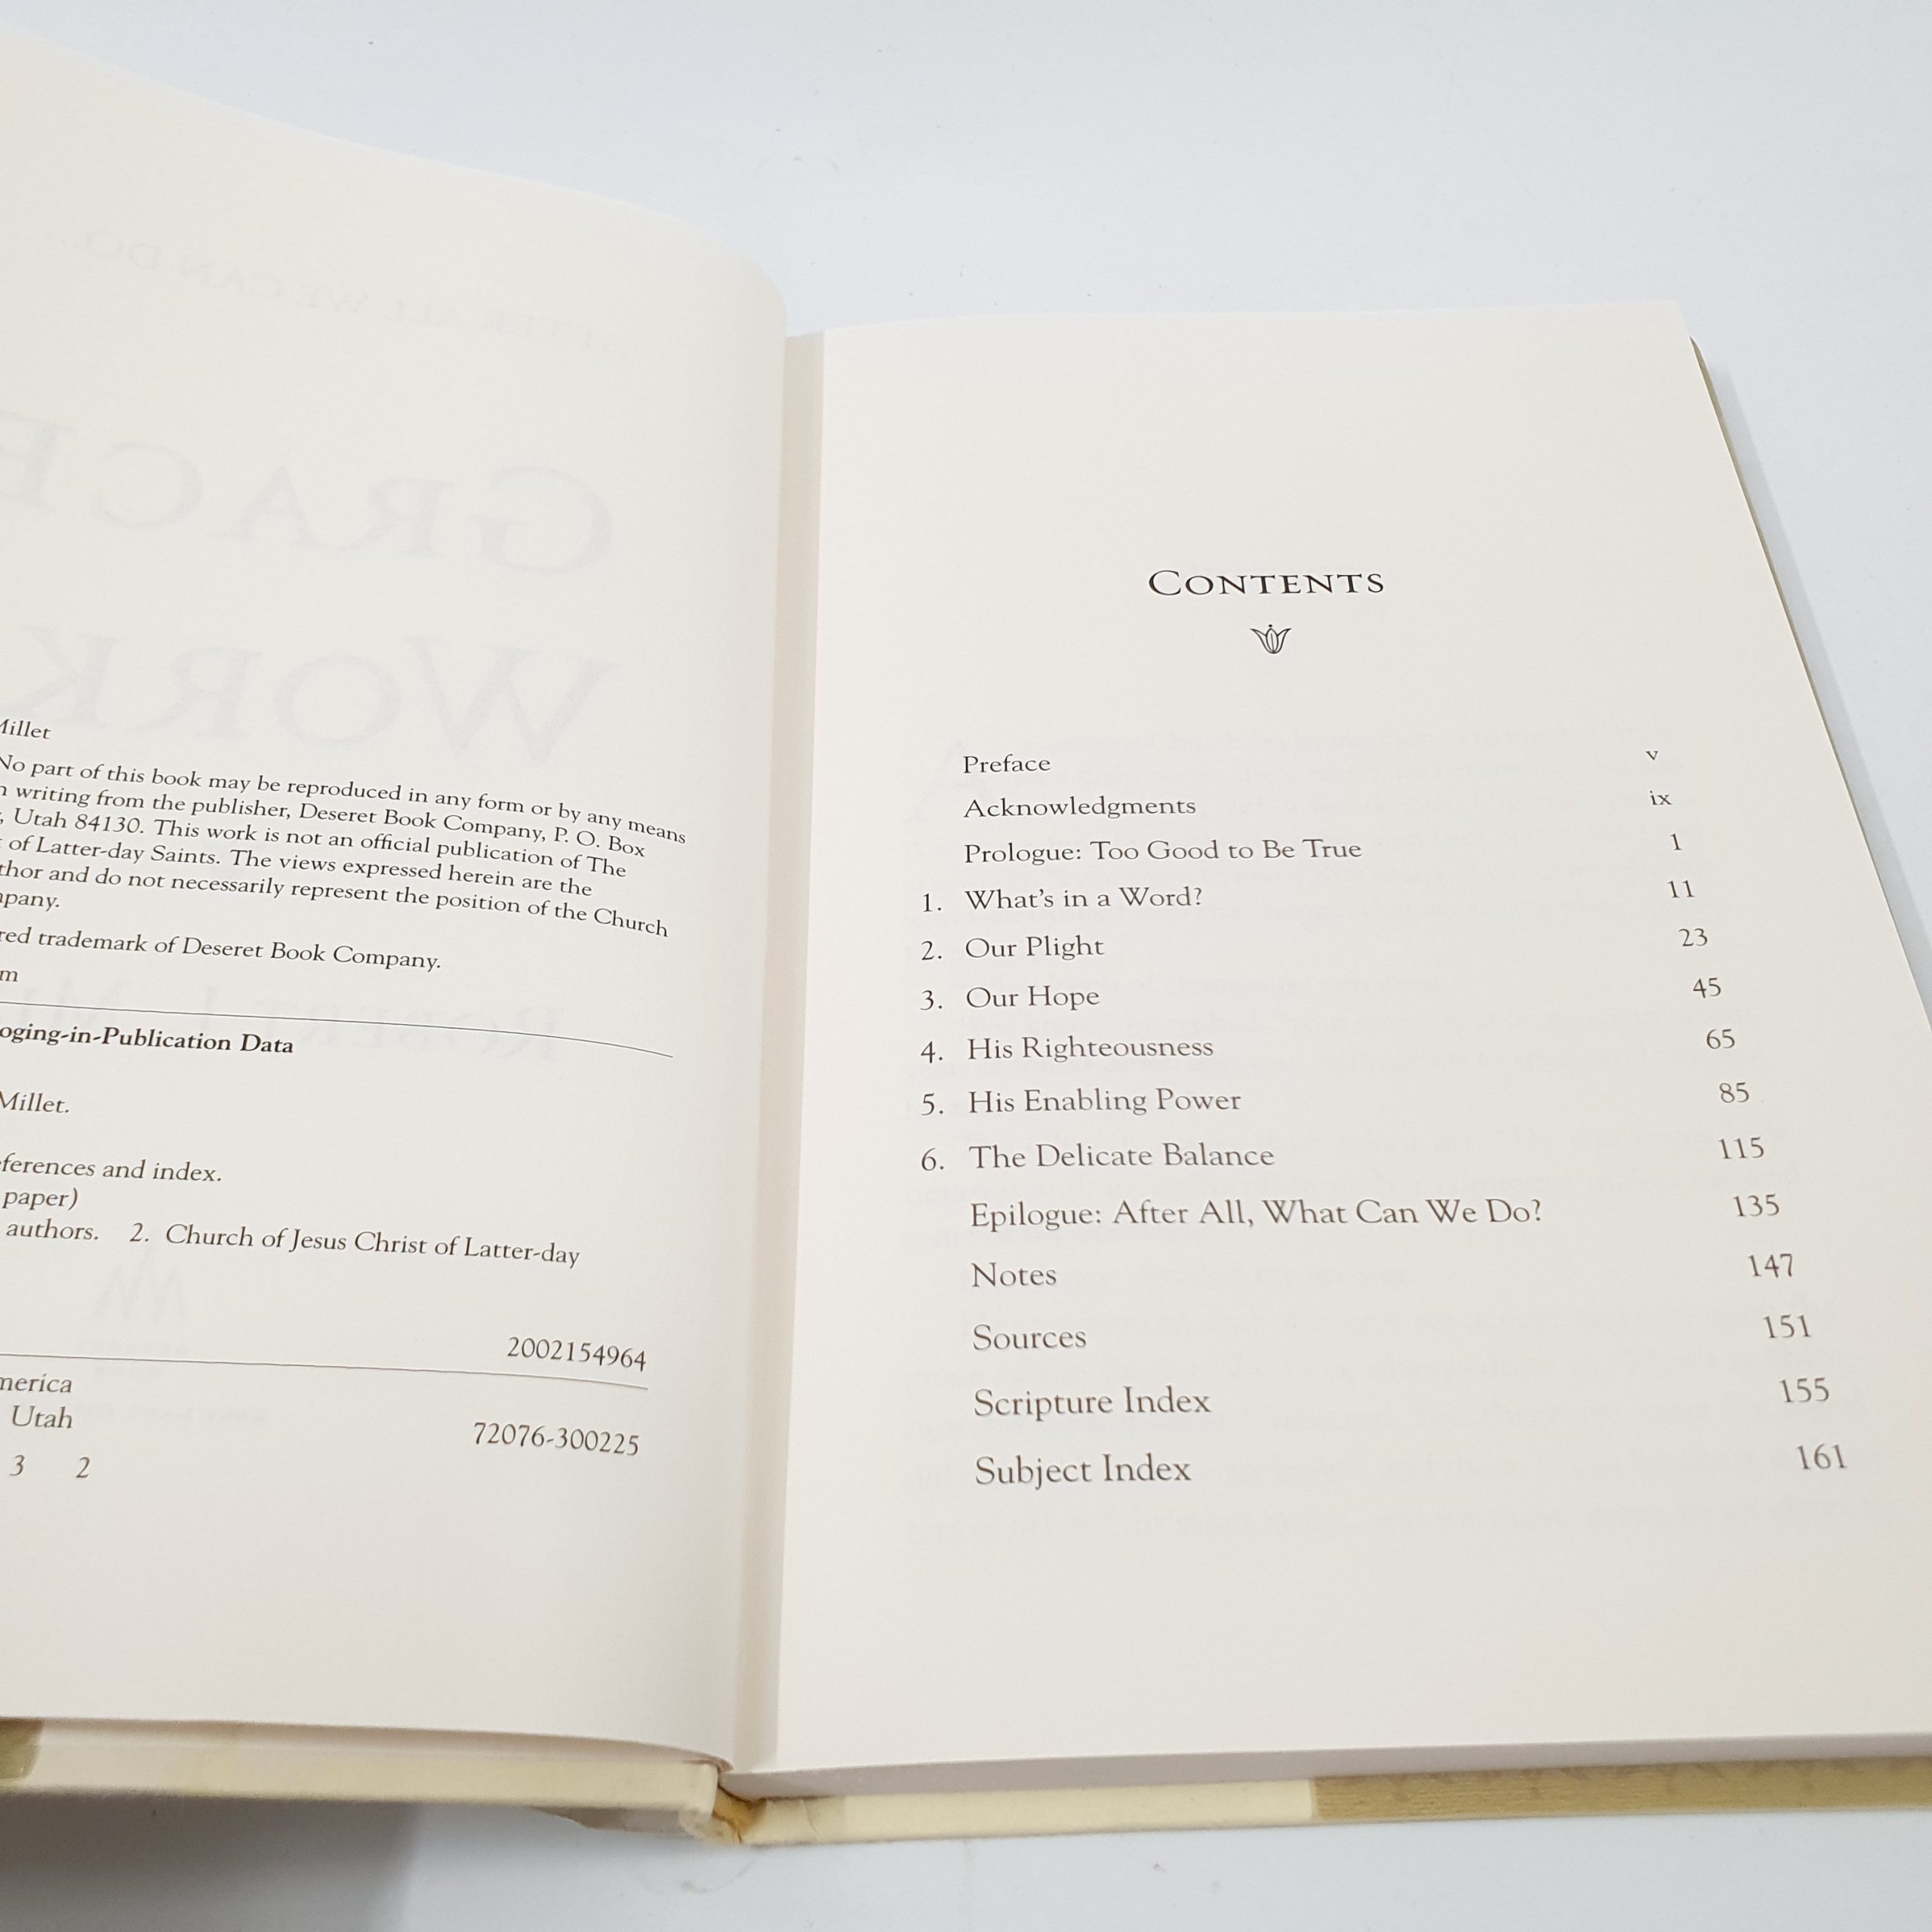 Millet
No part of this book may be reproduced in any form or by any means
writing from the publisher, Deseret Book Company, P. O. Box
, Utah 84130. This work is not an official publication of The
of Latter-day Saints. The views expressed herein are the
thor and do not necessarily represent the position of the Church
pany.
red trademark of Deseret Book Company.
m
oging-in-Publication Data
Millet.
ferences and index.
paper)
authors. 2. Church of Jesus Christ of Latter-day
2002154964
merica
Utah
72076-300225
3 2
CONTENTS
Preface v
Acknowledgments ix
Prologue: Too Good to Be True 1
1. What's in a Word? 11
2. Our Plight 23
3. Our Hope 45
4. His Righteousness 65
5. His Enabling Power 85
6. The Delicate Balance 115
Epilogue: After All, What Can We Do? 135
Notes 147
Sources 151
Scripture Index 155
Subject Index 161